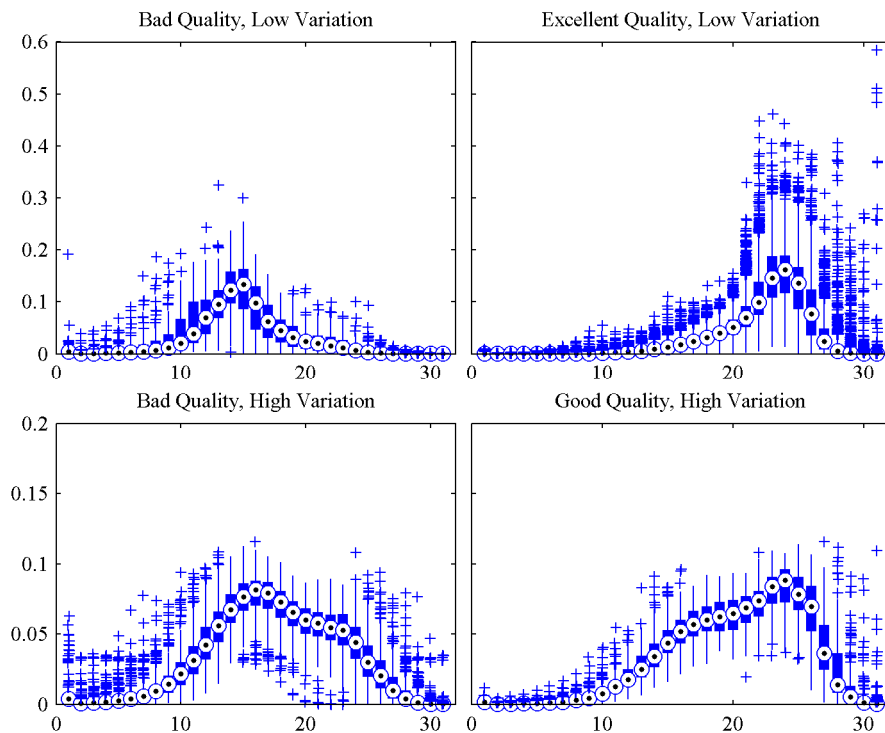 Bad Quality, Low Variation
Excellent Quality, Low Variation
0.6
0.5
0.4
0.3
0.2
0.1
0
0 10 20 30
0 10 20 30
Bad Quality, High Variation
Good Quality, High Variation
0.2
0.15
0.1
0.05
0
0 10 20 30
0 10 20 30